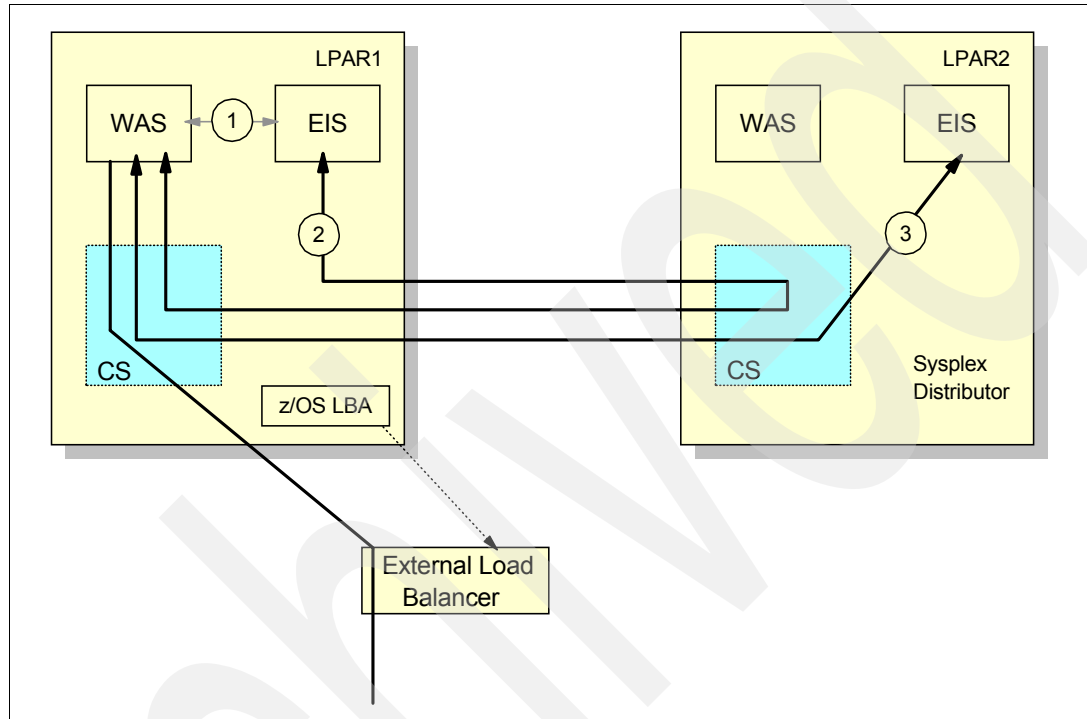 LPAR1
WAS
1
EIS
2
CS
z/OS LBA
LPAR2
WAS
EIS
3
CS
Sysplex
Distributor
External Load
Balancer